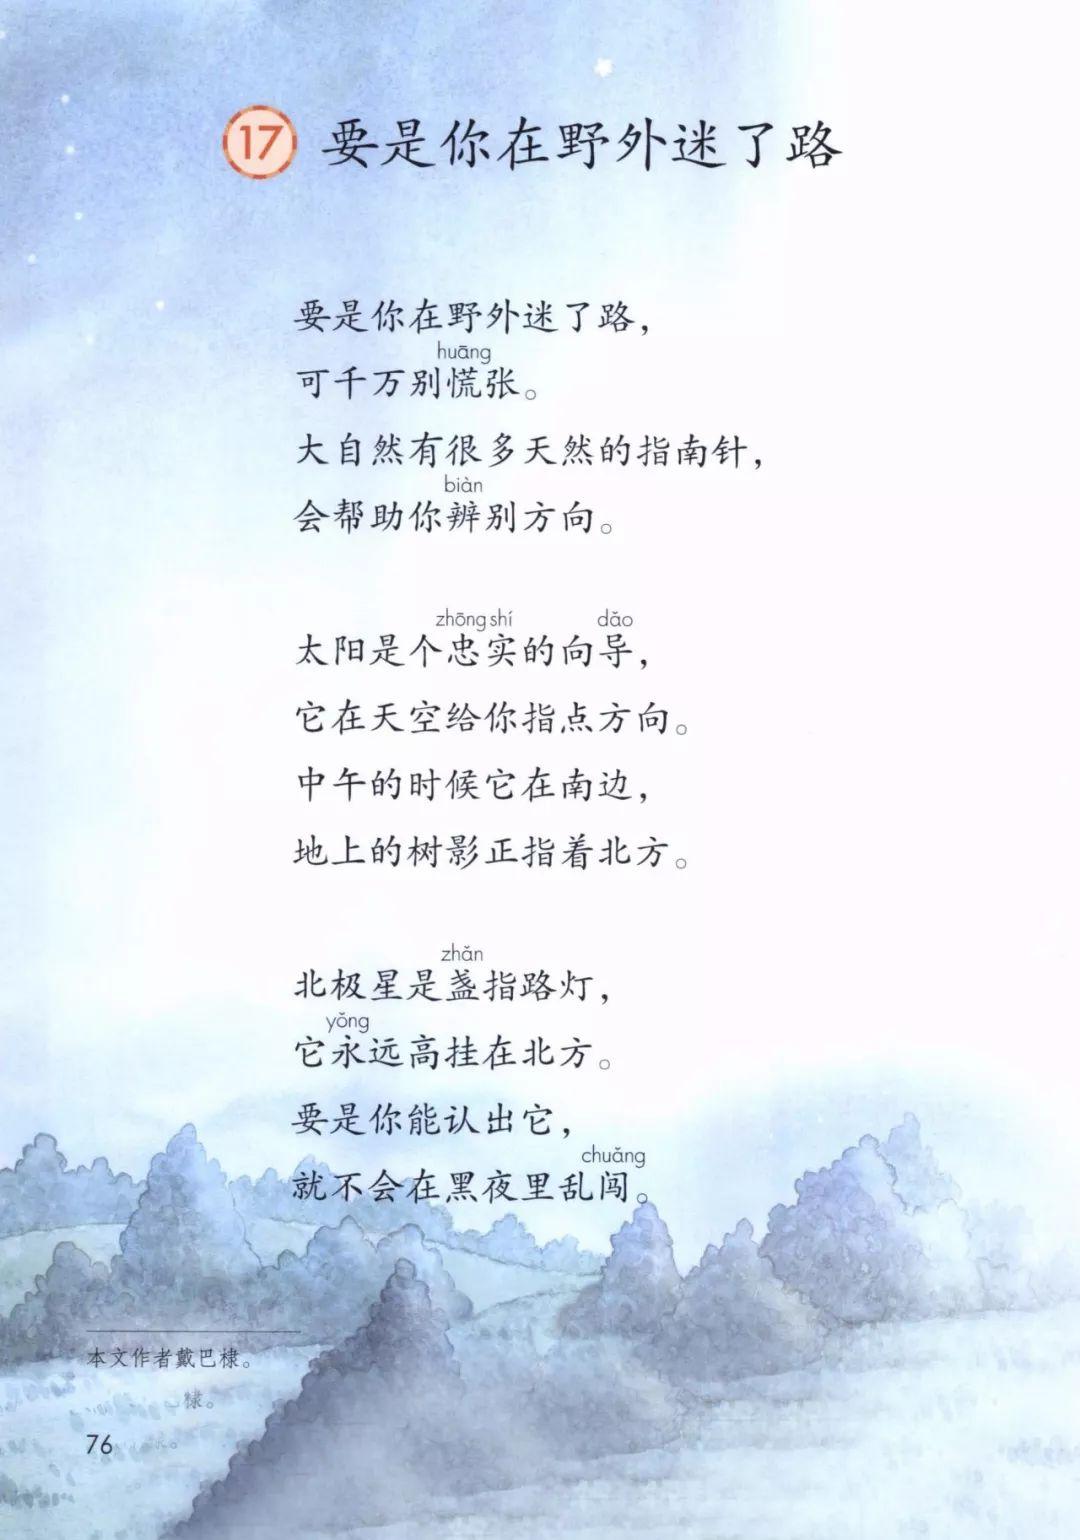 17 要是你在野外迷了路
要是你在野外迷了路，
huāng
可千万别慌张。
大自然有很多天然的指南针，
biàn
会帮助你辨别方向。
zhōng shí dǎo
太阳是个忠实的向导，
它在天空给你指点方向。
中午的时候它在南边，
地上的树影正指着北方。
zhǎn
北极星是盏指路灯，
yǒng
它永远高挂在北方。
要是你能认出它，
chuǎng
就不会在黑夜里乱闯。
本文作者戴巴棣。
棣。
76